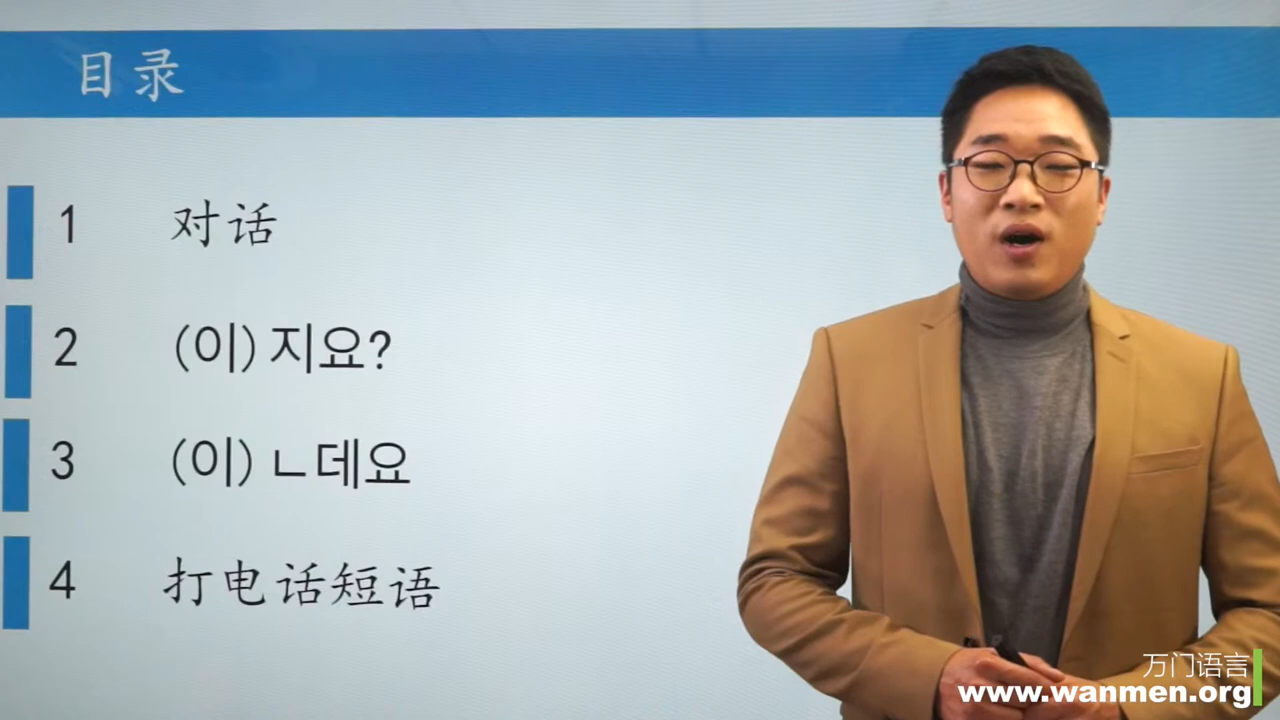 目录
1 对话
2 (이) 지요?
3 (이) ㄴ데요
4 打电话短语
万门语言
www.wanmen.org